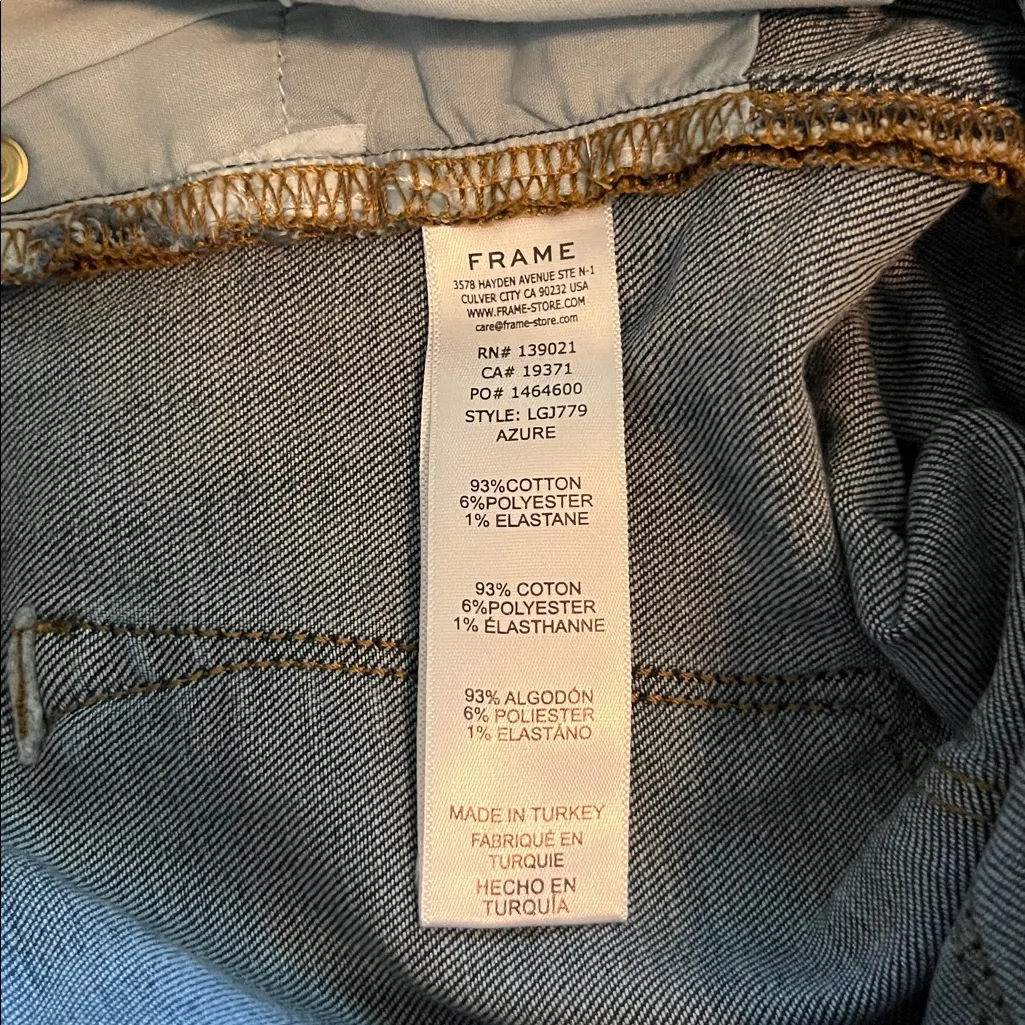 FRAME
3578 HAYDEN AVENUE STE N-1
CULVER CITY CA 90232 USA
WWW.FRAME-STORE.COM
care@frame-store.com
RN# 139021
CA# 19371
PO# 1464600
STYLE: LGJ779
AZURE
93%COTTON
6%POLYESTER
1% ELASTANE
93% COTON
6%POLYESTER
1% ÉLASTHANNE
93% ALGODÓN
6% POLIESTER
1% ELASTÁNO
MADE IN TURKEY
FABRIQUÉ EN
TURQUIE
HECHO EN
TURQUÍA